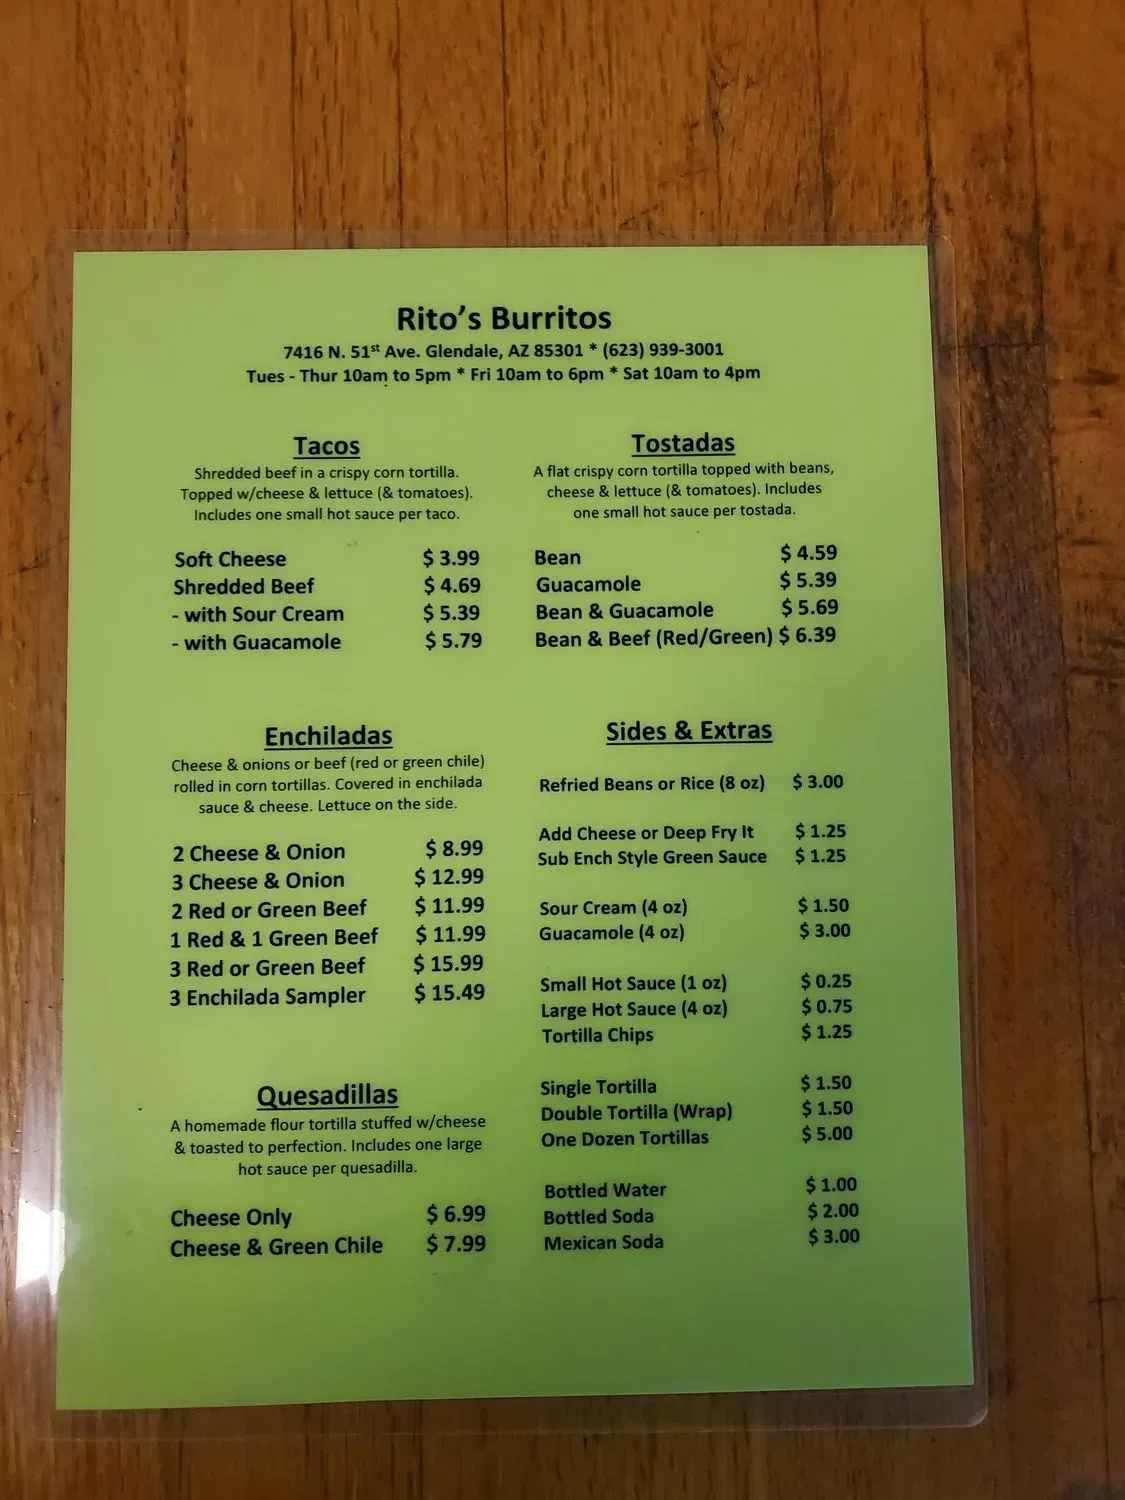 Rito's Burritos
7416 N. 51st Ave. Glendale, AZ 85301 * (623) 939-3001
Tues - Thur 10am to 5pm * Fri 10am to 6pm * Sat 10am to 4pm
Tacos
Shredded beef in a crispy corn tortilla.
Topped w/cheese & lettuce (& tomatoes).
Includes one small hot sauce per taco.
Soft Cheese $ 3.99
Shredded Beef $ 4.69
- with Sour Cream $ 5.39
- with Guacamole $ 5.79
Tostadas
A flat crispy corn tortilla topped with beans,
cheese & lettuce (& tomatoes). Includes
one small hot sauce per tostada.
Bean $ 4.59
Guacamole $ 5.39
Bean & Guacamole $ 5.69
Bean & Beef (Red/Green) $ 6.39
Enchiladas
Cheese & onions or beef (red or green chile)
rolled in corn tortillas. Covered in enchilada
sauce & cheese. Lettuce on the side.
2 Cheese & Onion $ 8.99
3 Cheese & Onion $ 12.99
2 Red or Green Beef $ 11.99
1 Red & 1 Green Beef $ 11.99
3 Red or Green Beef $ 15.99
3 Enchilada Sampler $ 15.49
Sides & Extras
Refried Beans or Rice (8 oz) $ 3.00
Add Cheese or Deep Fry It $ 1.25
Sub Ench Style Green Sauce $ 1.25
Sour Cream (4 oz) $ 1.50
Guacamole (4 oz) $ 3.00
Small Hot Sauce (1 oz) $ 0.25
Large Hot Sauce (4 oz) $ 0.75
Tortilla Chips $ 1.25
Single Tortilla $ 1.50
Double Tortilla (Wrap) $ 1.50
One Dozen Tortillas $ 5.00
Bottled Water $ 1.00
Bottled Soda $ 2.00
Mexican Soda $ 3.00
Quesadillas
A homemade flour tortilla stuffed w/cheese
& toasted to perfection. Includes one large
hot sauce per quesadilla.
Cheese Only $ 6.99
Cheese & Green Chile $ 7.99